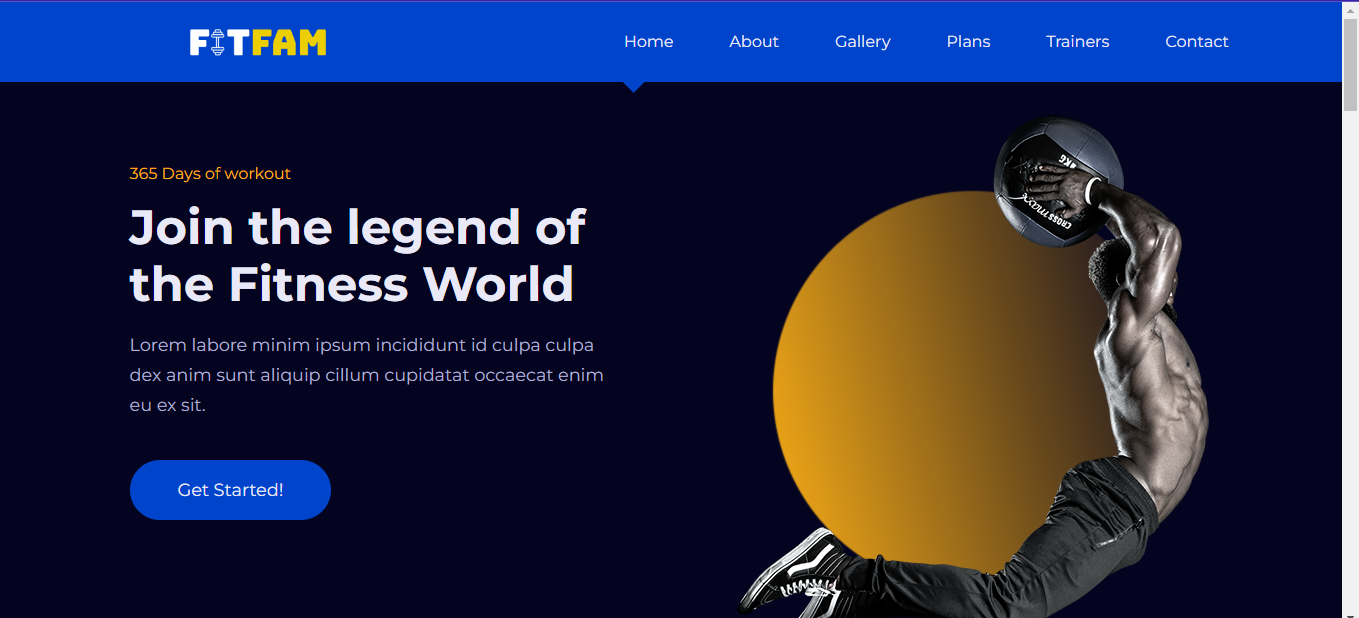 FITFAM
Home About Gallery Plans Trainers Contact
365 Days of workout
Join the legend of
the Fitness World
Lorem labore minim ipsum incididunt id culpa culpa
dex anim sunt aliquip cillum cupidatat occaecat enim
eu ex sit.
Get Started!
KG
CROSS maxx